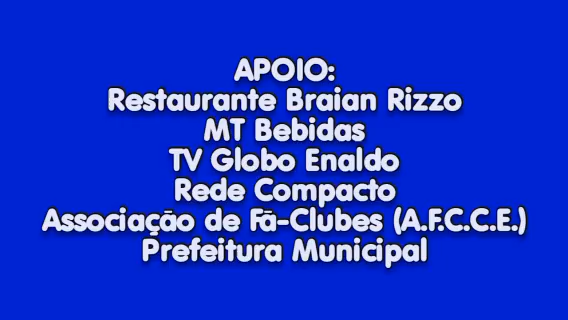 APOIO:
Restaurante Braian Rizzo
MT Bebidas
TV Globo Enaldo
Rede Compacto
Associação de Fã-Clubes (A.F.C.C.E.)
Prefeitura Municipal